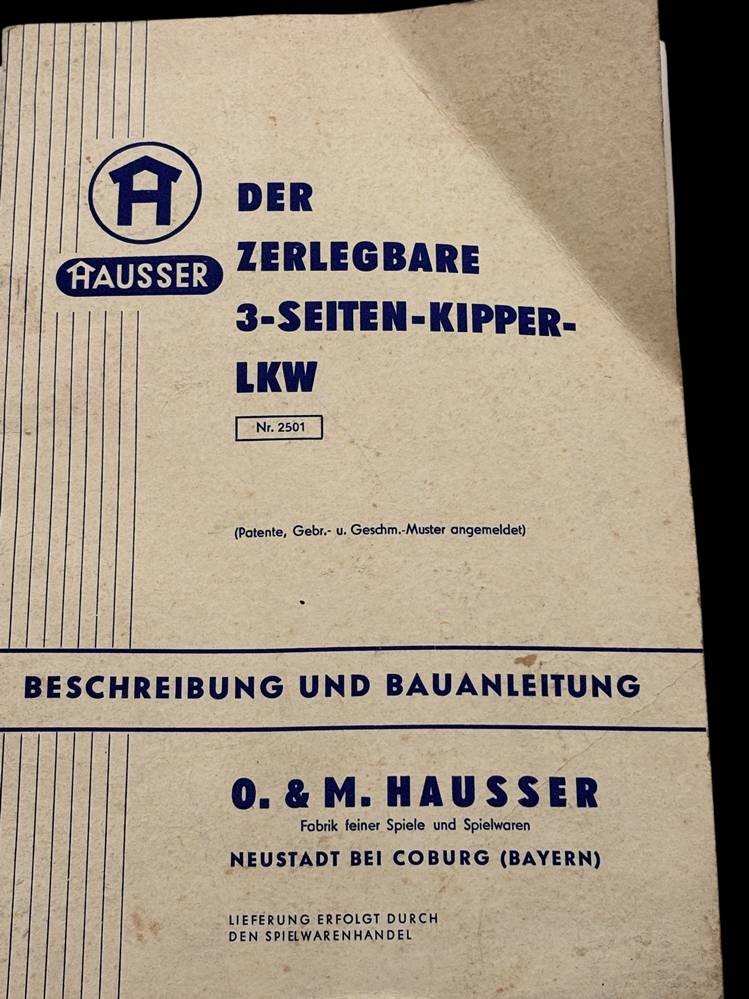 HAUSSER
DER
ZERLEGBARE
3-SEITEN-KIPPER-
LKW
Nr. 2501
(Patente, Gebr.- u. Geschm.-Muster angemeldet)
BESCHREIBUNG UND BAUANLEITUNG
O. & M. HAUSSER
Fabrik feiner Spiele und Spielwaren
NEUSTADT BEI COBURG (BAYERN)
LIEFERUNG ERFOLGT DURCH
DEN SPIELWARENHANDEL